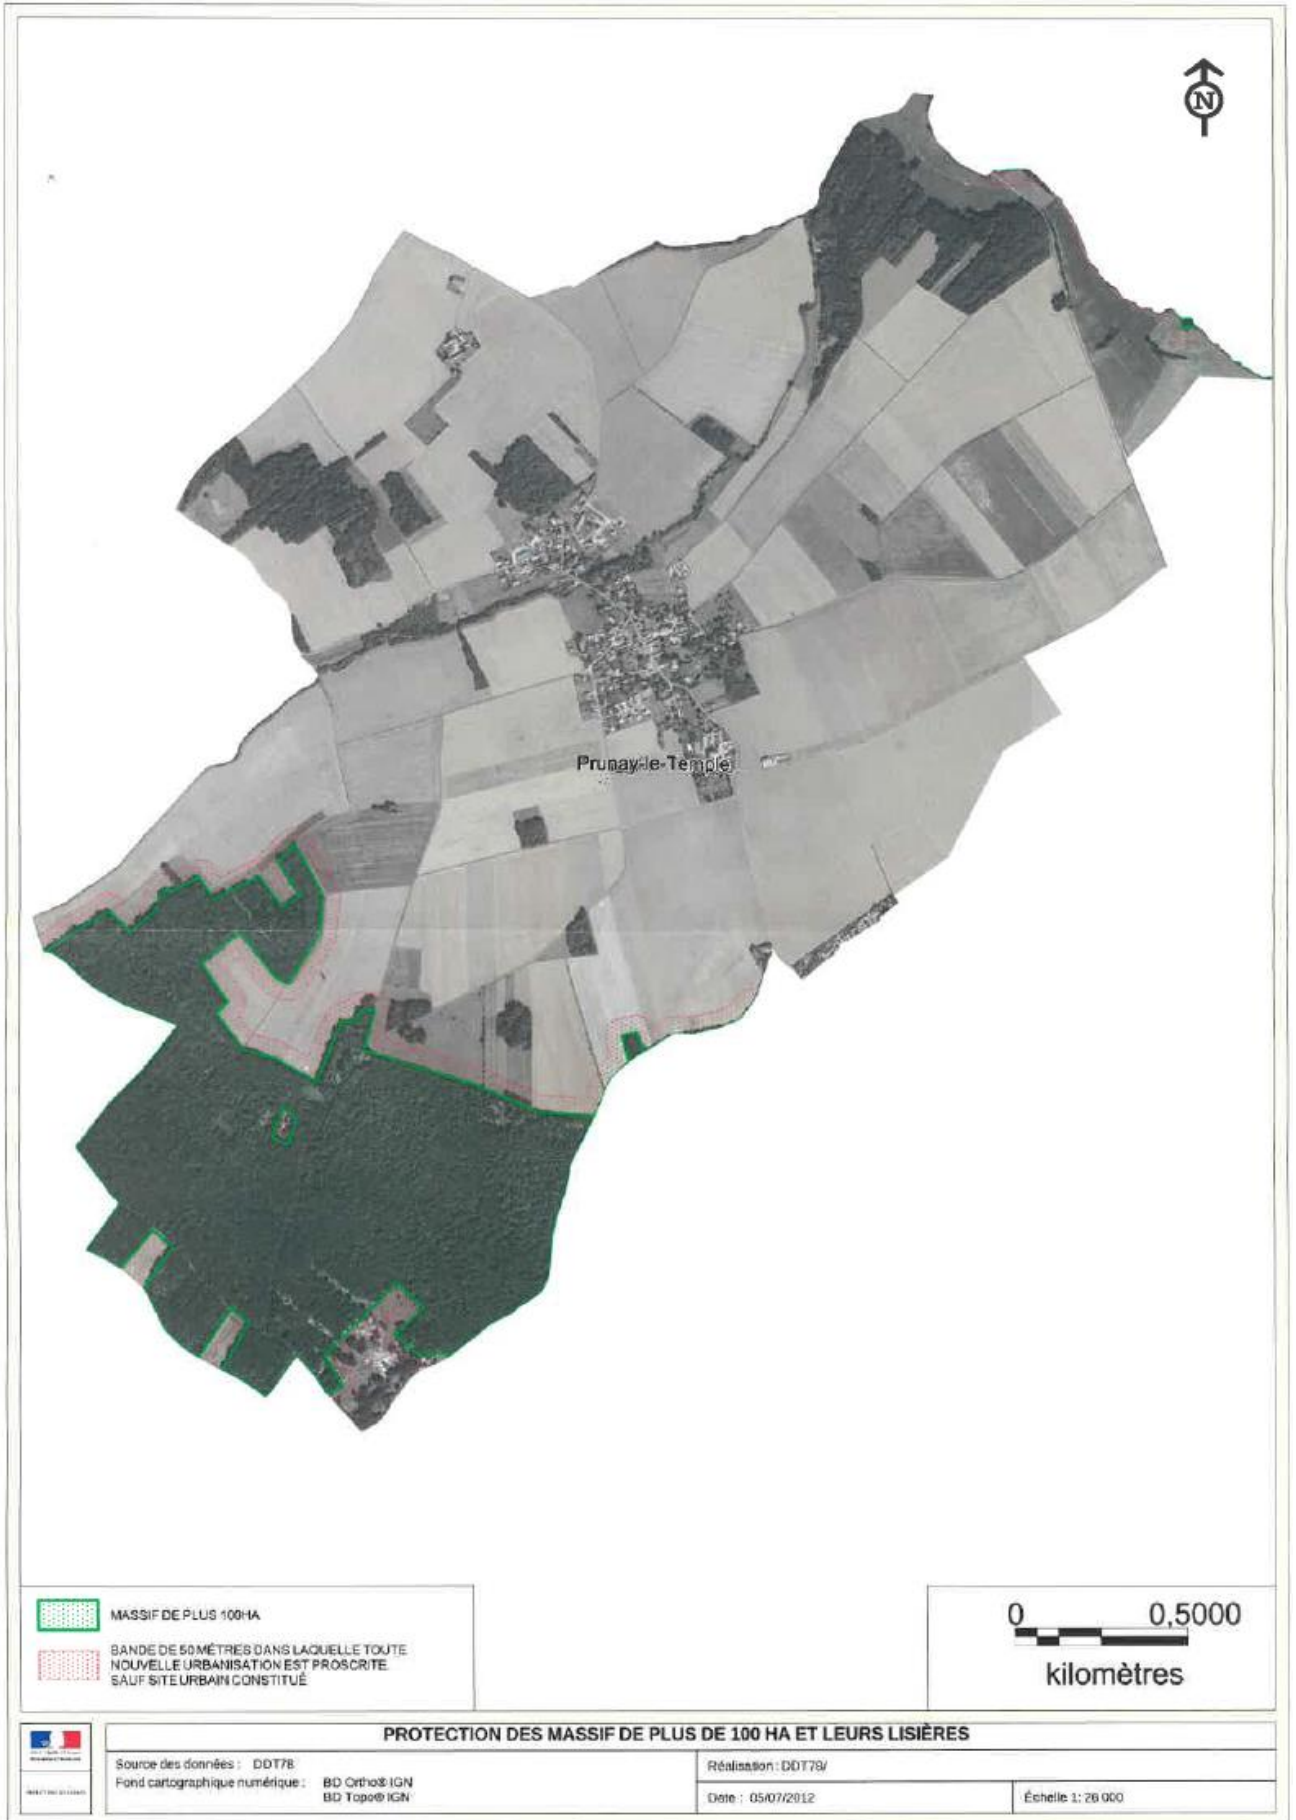 N
Prunay-le-Temple
MASSIF DE PLUS 100HA
BANDE DE 50 MÈTRES DANS LAQUELLE TOUTE
NOUVELLE URBANISATION EST PROSCRITE
SAUF SITE URBAIN CONSTITUÉ
0 0,5000
kilomètres
PROTECTION DES MASSIF DE PLUS DE 100 HA ET LEURS LISIÈRES
Source des données : DDT78
Fond cartographique numérique : BD Ortho® IGN
BD Topo® IGN
Réalisation : DDT78/
Date : 05/07/2012
Échelle 1: 26 000